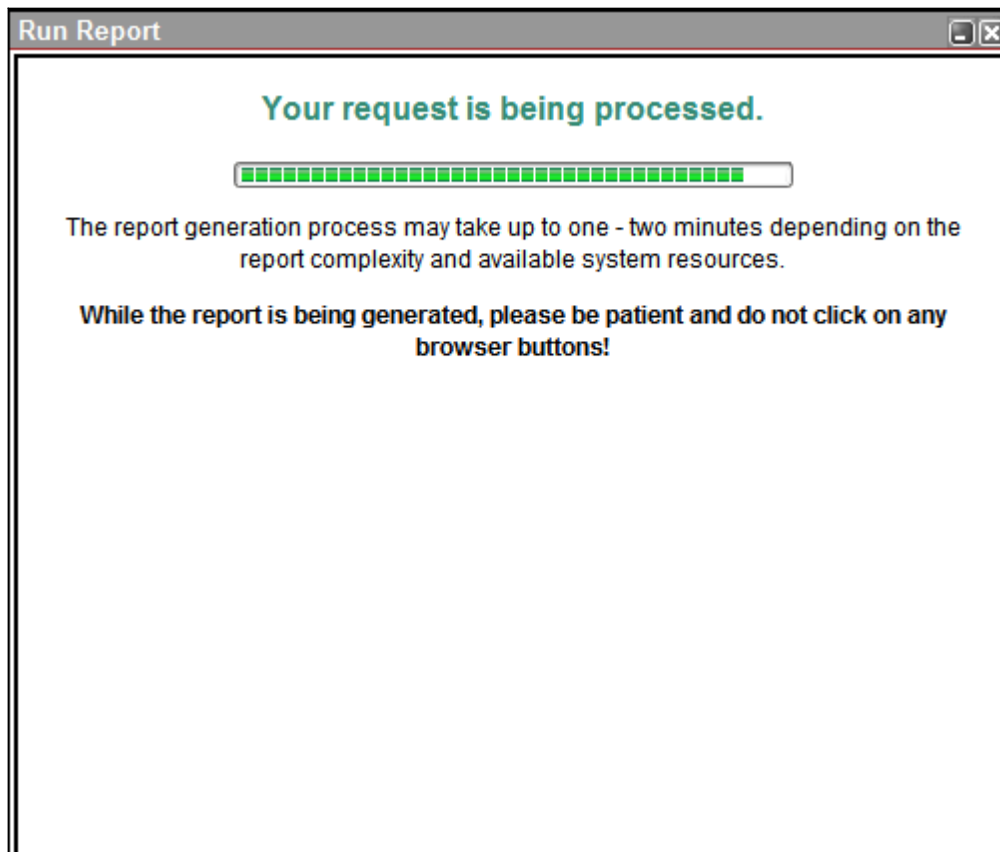 Run Report
Your request is being processed.
The report generation process may take up to one - two minutes depending on the
report complexity and available system resources.
While the report is being generated, please be patient and do not click on any
browser buttons!